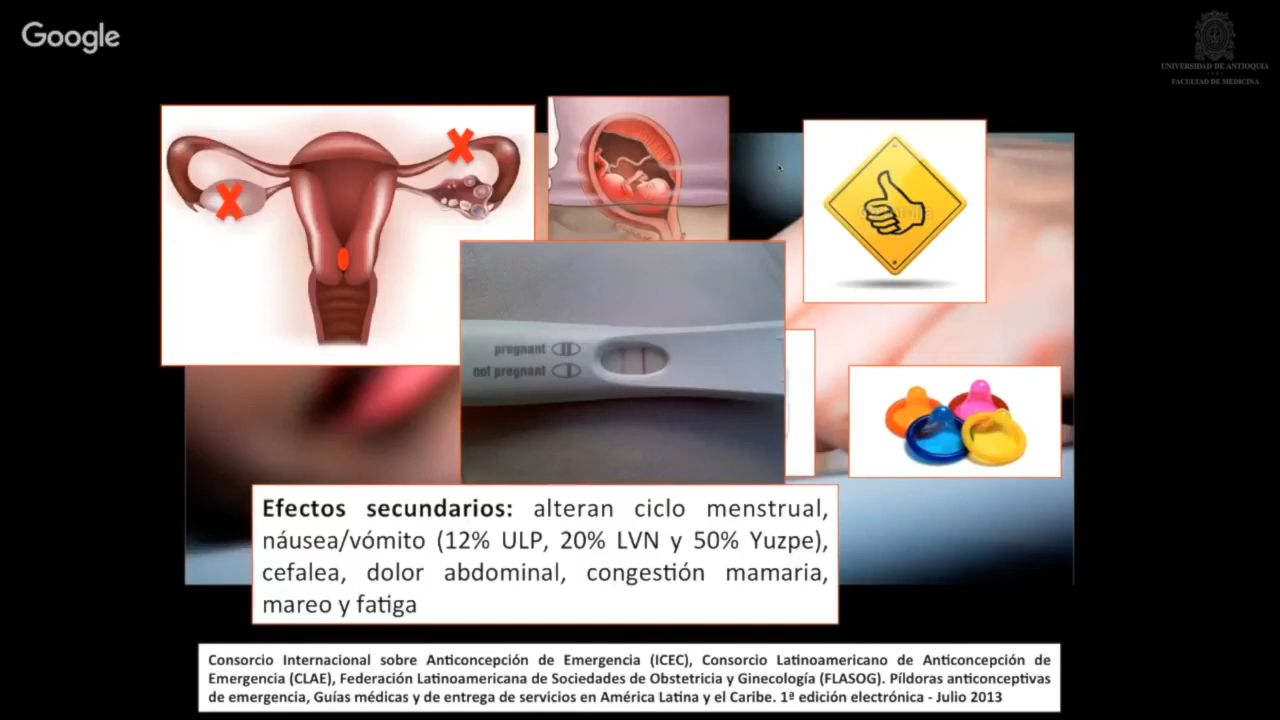 Google
UNIVERSIDAD DE ANTIOQUIA
1803
FACULTAD DE MEDICINA
pregnant
not pregnant
Efectos secundarios: alteran ciclo menstrual,
náusea/vómito (12% ULP, 20% LVN y 50% Yuzpe),
cefalea, dolor abdominal, congestión mamaria,
mareo y fatiga
Consorcio Internacional sobre Anticoncepción de Emergencia (ICEC), Consorcio Latinoamericano de Anticoncepción de
Emergencia (CLAE), Federación Latinoamericana de Sociedades de Obstetricia y Ginecología (FLASOG). Píldoras anticonceptivas
de emergencia, Guías médicas y de entrega de servicios en América Latina y el Caribe. 1ª edición electrónica - Julio 2013